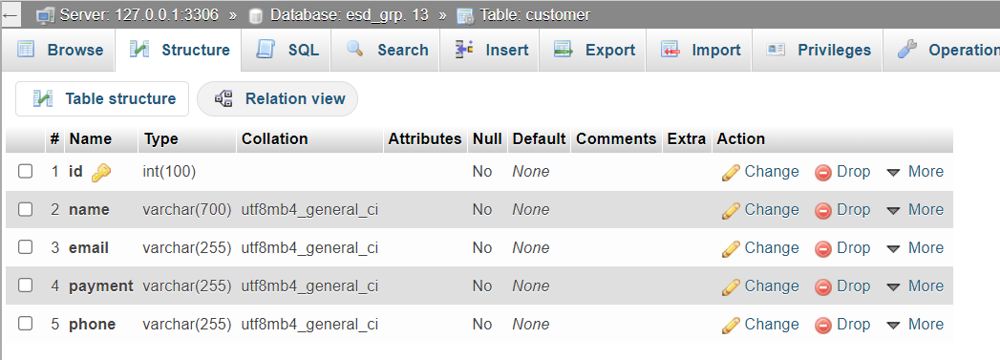 ← Server: 127.0.0.1:3306 » Database: esd_grp. 13 » Table: customer
Browse Structure SQL Search Insert Export Import Privileges Operation
Table structure Relation view
# Name Type Collation Attributes Null Default Comments Extra Action
1 id int(100) No None Change Drop More
2 name varchar(700) utf8mb4_general_ci No None Change Drop More
3 email varchar(255) utf8mb4_general_ci No None Change Drop More
4 payment varchar(255) utf8mb4_general_ci No None Change Drop More
5 phone varchar(255) utf8mb4_general_ci No None Change Drop More